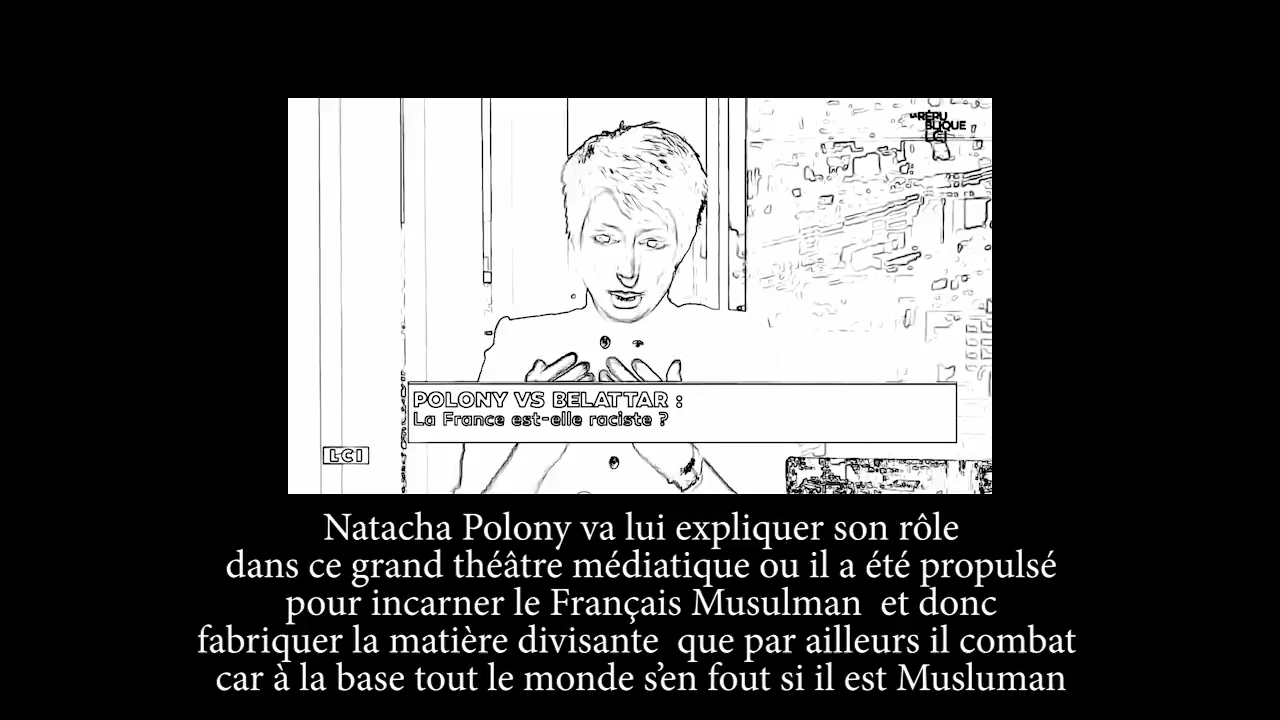 LA RÉPU
BLIQUE
LCI
POLONY VS BELATTAR :
La France est-elle raciste ?
LCI
Natacha Polony va lui expliquer son rôle
dans ce grand théâtre médiatique ou il a été propulsé
pour incarner le Français Musulman et donc
fabriquer la matière divisante que par ailleurs il combat
car à la base tout le monde s'en fout si il est Musluman